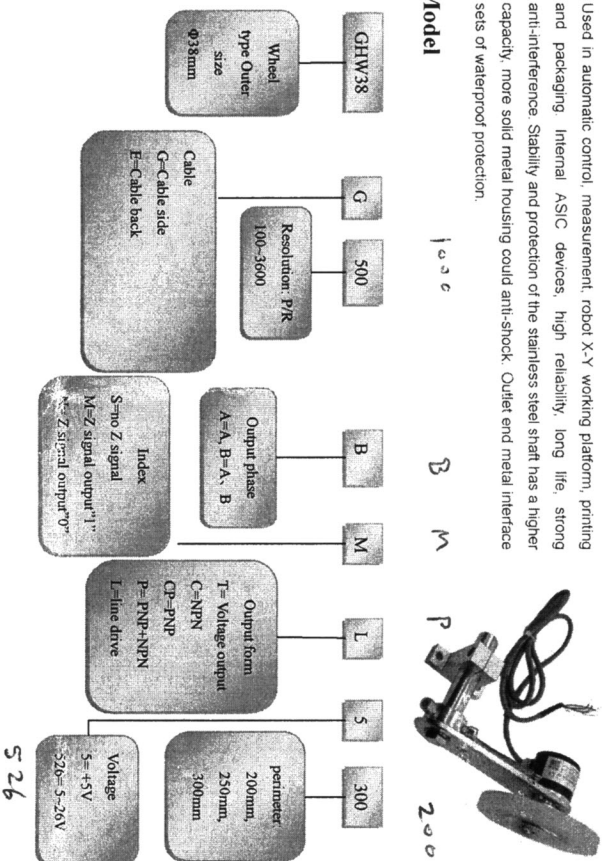 Used in automatic control, measurement, robot X-Y working platform, printing
and packaging. Internal ASIC devices, high reliability, long life, strong
anti-interference. Stability and protection of the stainless steel shaft has a higher
capacity, more solid metal housing could anti-shock. Outlet end metal interface
sets of waterproof protection.
Model
1000 B M P 200
GHW38 G 500 B M L 5 300
Wheel
type Outer
size
Φ38mm
Cable
G=Cable side
E=Cable back
Resolution: P/R
100~3600
Output phase
A=A, B=A、B
Index
S=no Z signal
M=Z signal output"1"
Z signal output"0"
Output form
T= Voltage output
C=NPN
CP=PNP
P= PNP+NPN
L=line drive
Voltage
5= +5V
526= 5~26V
perimeter
200mm,
250mm,
300mm
526